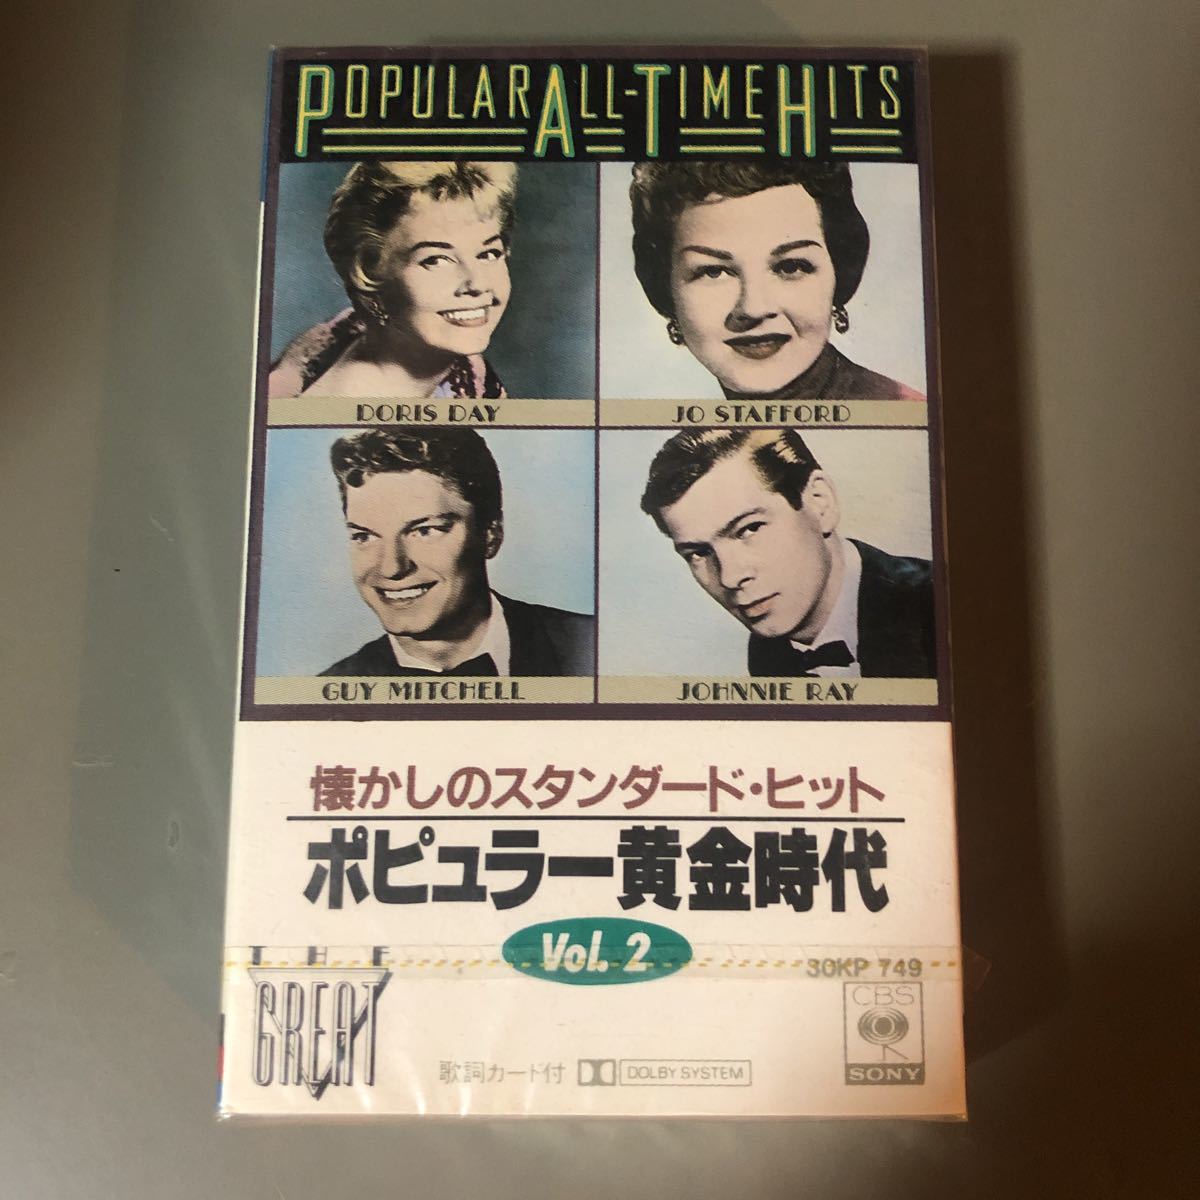 POPULAR ALL-TIME HITS
DORIS DAY
JO STAFFORD
GUY MITCHELL
JOHNNIE RAY
懐かしのスタンダード・ヒット
ポピュラー黄金時代
Vol. 2
THE
GREAT
30KP 749
CBS
SONY
歌詞カード付
DOLBY SYSTEM